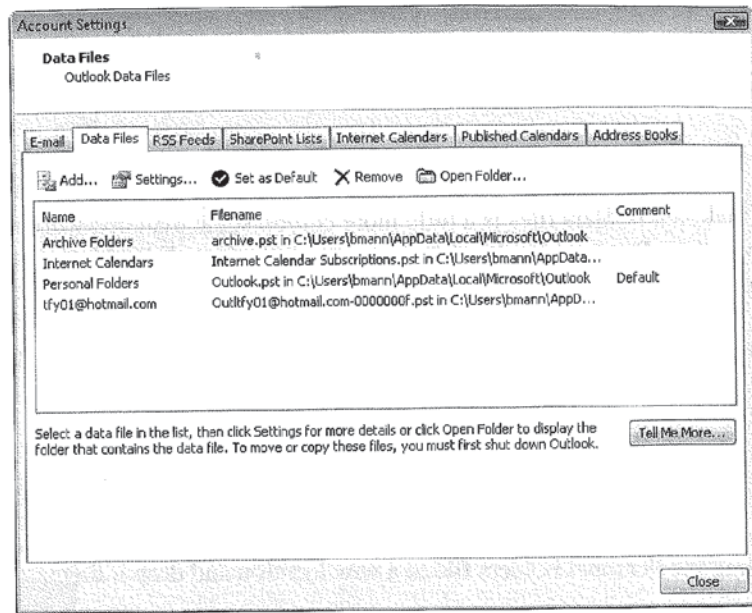 Account Settings
Data Files
Outlook Data Files
E-mail Data Files RSS Feeds SharePoint Lists Internet Calendars Published Calendars Address Books
Add... Settings... Set as Default Remove Open Folder...
Name Filename Comment
Archive Folders archive.pst in C:\Users\bmann\AppData\Local\Microsoft\Outlook
Internet Calendars Internet Calendar Subscriptions.pst in C:\Users\bmann\AppData...
Personal Folders Outlook.pst in C:\Users\bmann\AppData\Local\Microsoft\Outlook Default
tfy01@hotmail.com Outltfy01@hotmail.com-0000000f.pst in C:\Users\bmann\AppD...
Select a data file in the list, then click Settings for more details or click Open Folder to display the
folder that contains the data file. To move or copy these files, you must first shut down Outlook.
Tell Me More...
Close